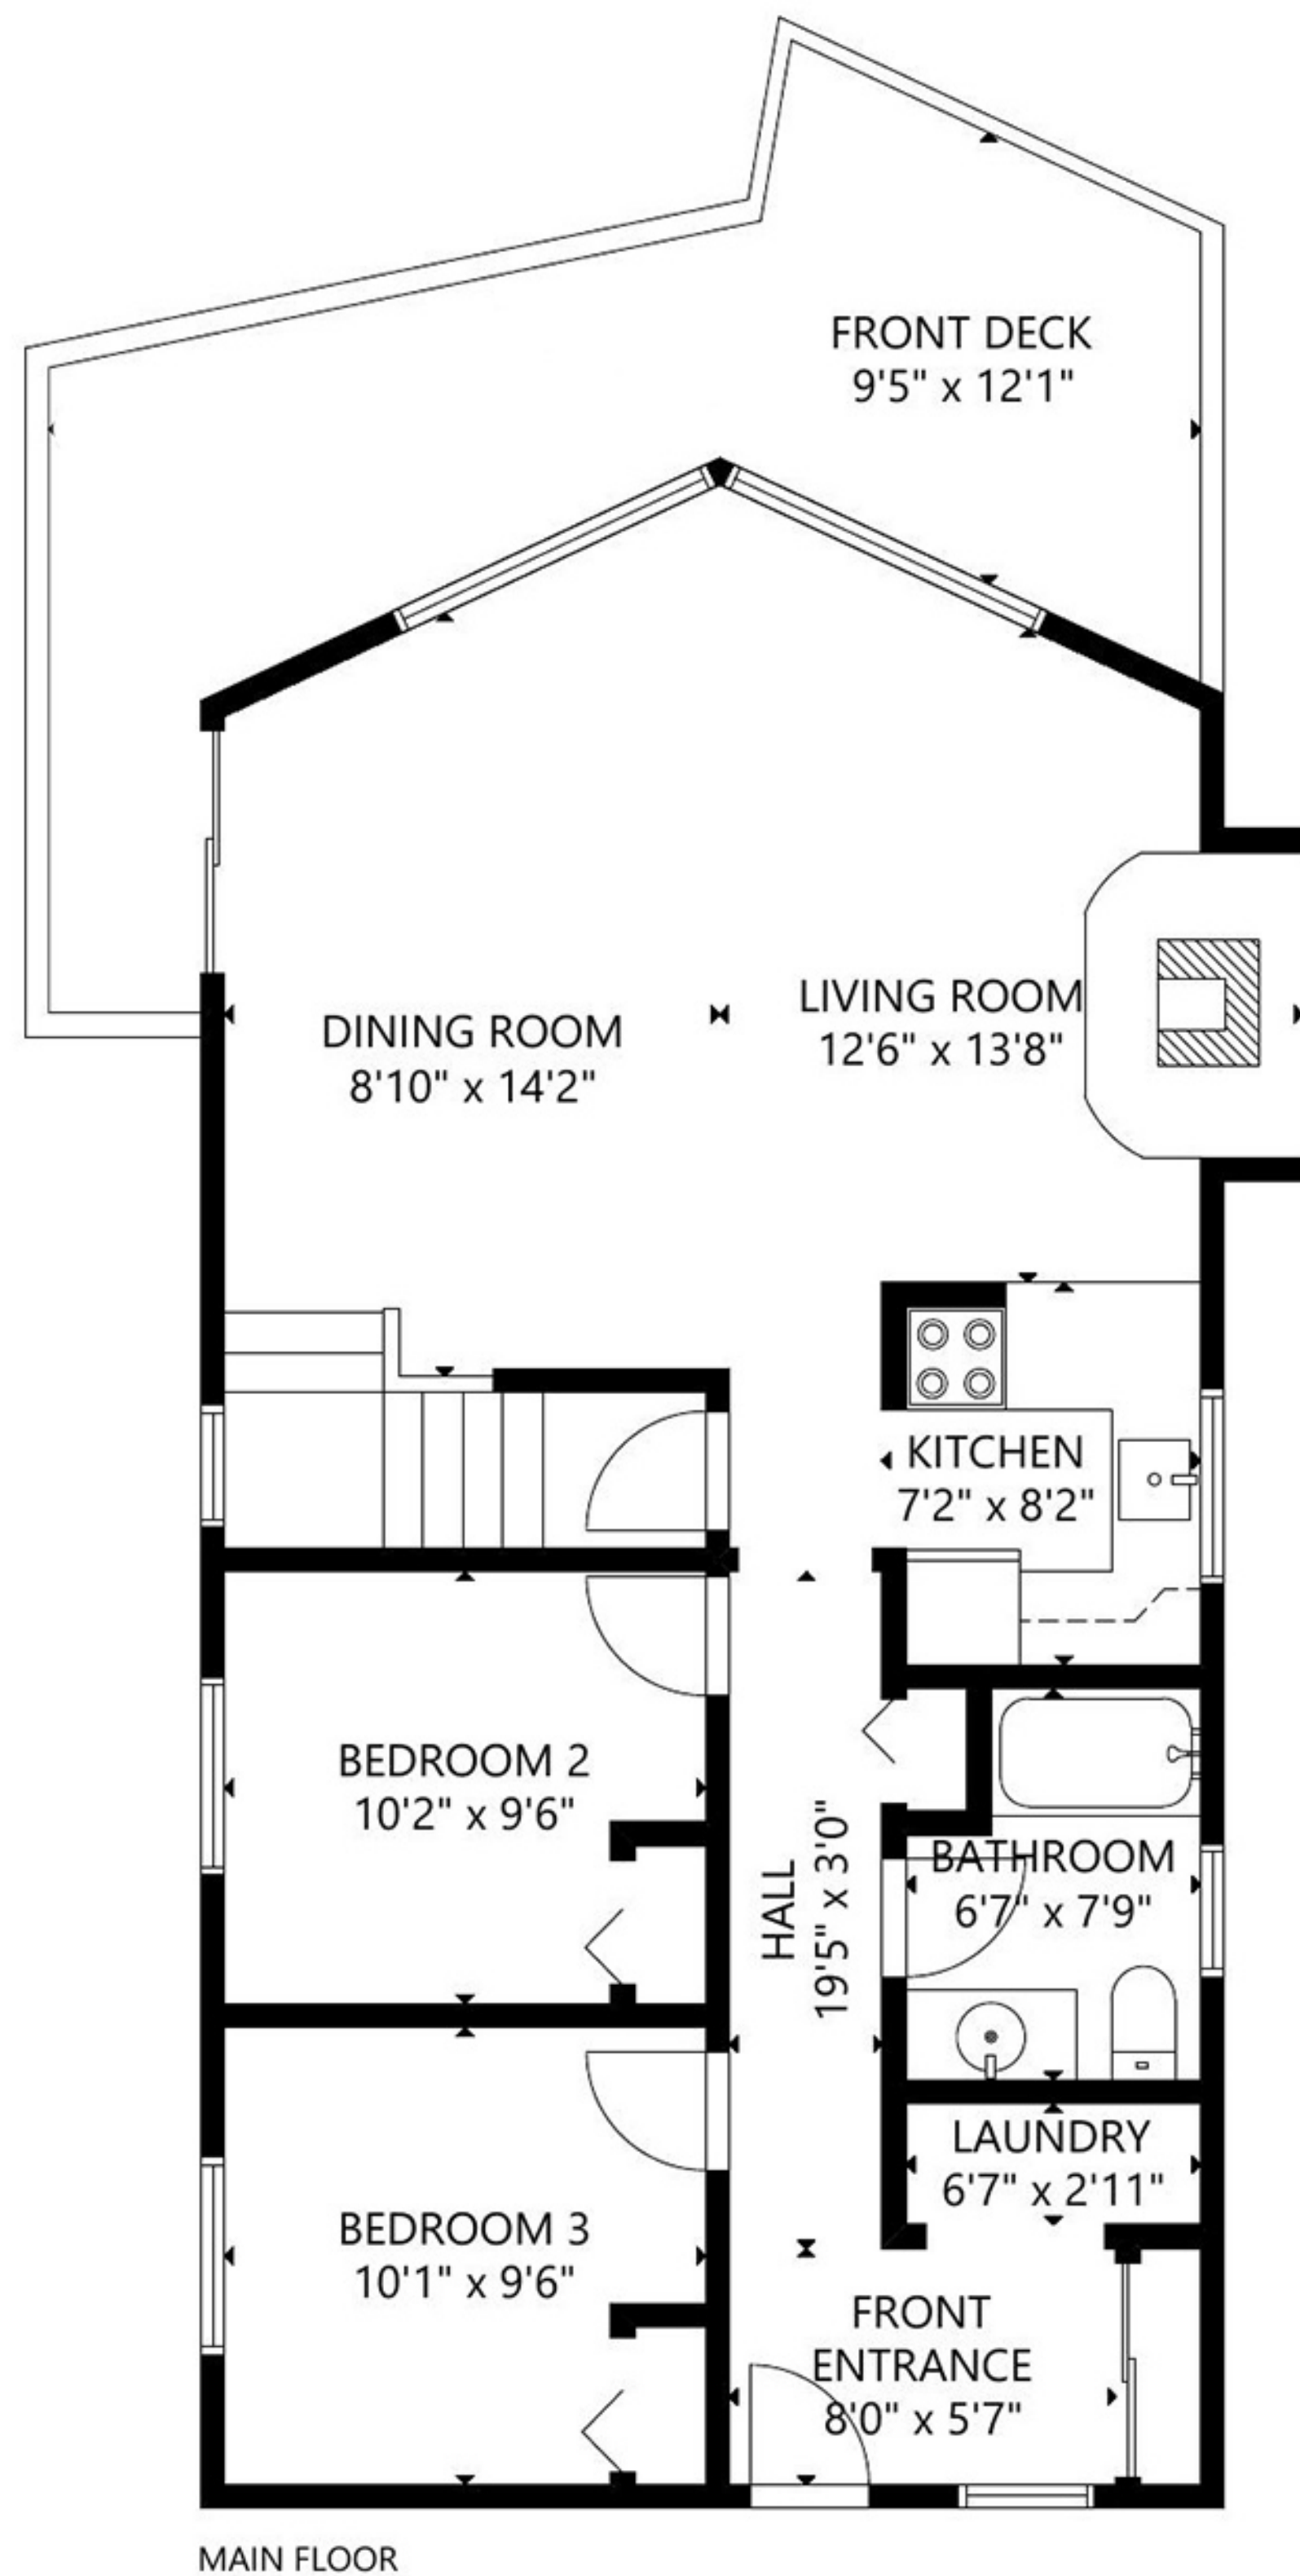 FRONT DECK
9'5" x 12'1"
LIVING ROOM
12'6" x 13'8"
DINING ROOM
8'10" x 14'2"
KITCHEN
7'2" x 8'2"
BEDROOM 2
10'2" x 9'6"
HALL
19'5" x 3'0"
BATHROOM
6'7" x 7'9"
LAUNDRY
6'7" x 2'11"
BEDROOM 3
10'1" x 9'6"
FRONT
ENTRANCE
8'0" x 5'7"
MAIN FLOOR